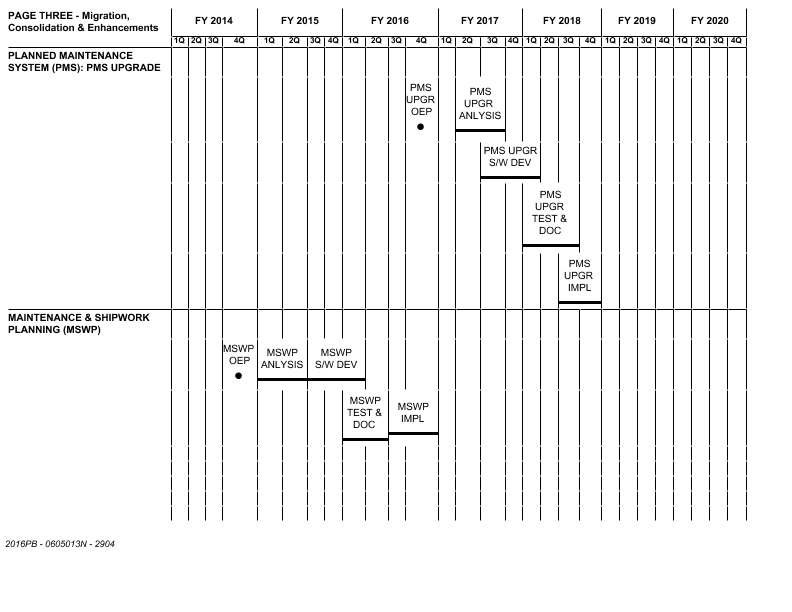 PAGE THREE - Migration,
Consolidation & Enhancements
FY 2014 FY 2015 FY 2016 FY 2017 FY 2018 FY 2019 FY 2020
1Q 2Q 3Q 4Q 1Q 2Q 3Q 4Q 1Q 2Q 3Q 4Q 1Q 2Q 3Q 4Q 1Q 2Q 3Q 4Q 1Q 2Q 3Q 4Q 1Q 2Q 3Q 4Q
PLANNED MAINTENANCE
SYSTEM (PMS): PMS UPGRADE
PMS
UPGR
OEP
PMS
UPGR
ANLYSIS
PMS UPGR
S/W DEV
PMS
UPGR
TEST &
DOC
PMS
UPGR
IMPL
MAINTENANCE & SHIPWORK
PLANNING (MSWP)
MSWP
OEP
MSWP
ANLYSIS
MSWP
S/W DEV
MSWP
TEST &
DOC
MSWP
IMPL
2016PB - 0605013N - 2904